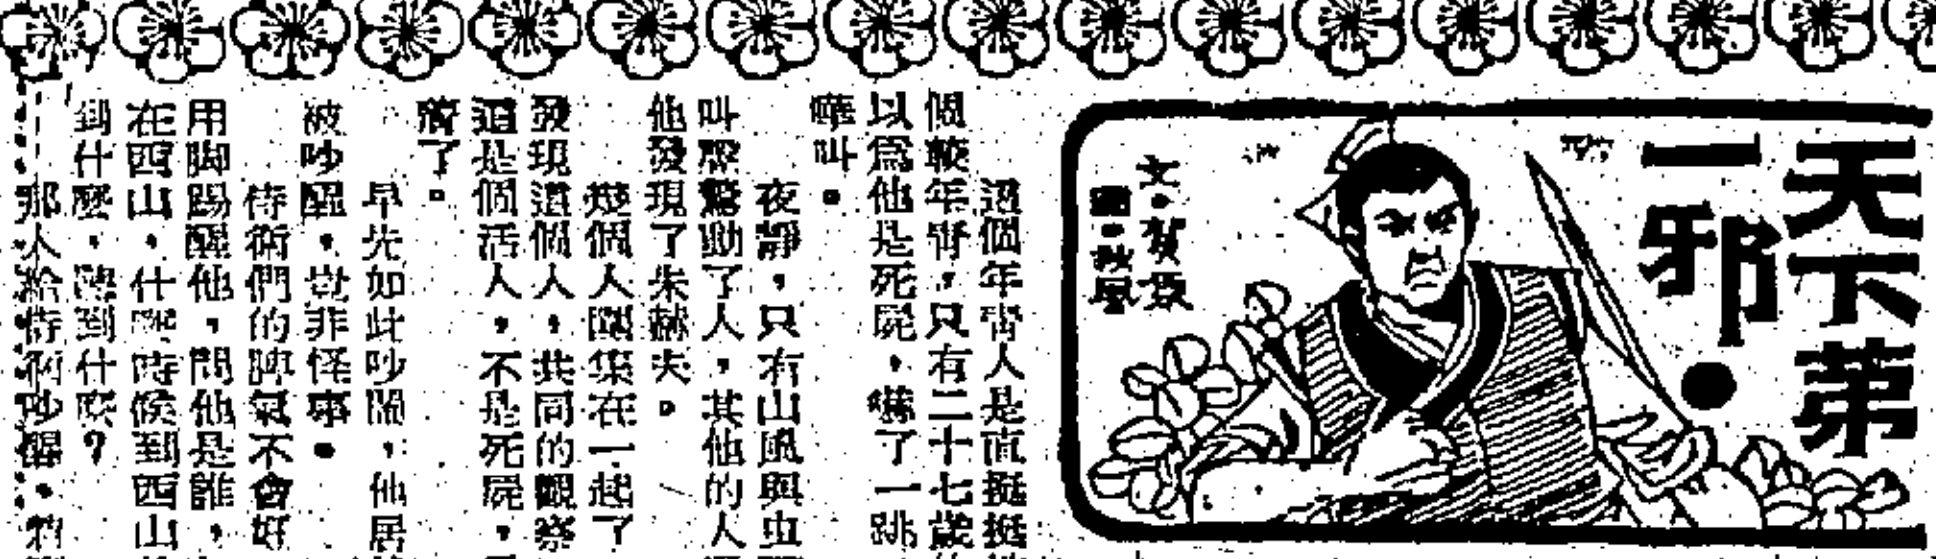 天下第
一邪
文·賀
·秋風
這個年青人是直挺挺
個較年青,只有二十七歲
以為他是死屍,嚇了一跳
嘩叫。
夜靜,只有山風與虫
叫聲驚動了人,其他的人
他發現了朱赫夫。
幾個人圍集在一起了
發現這個人,共同的觀察
這是個活人,不是死屍,
著了。
早先如此吵鬧,他居
被吵醒,豈非怪事。
侍衛們的脾氣不會好
用脚踢醒他,問他是誰,
在西山,什麼時候到西山
到什麼,聽到什麼?
那人給侍衛吵醒,